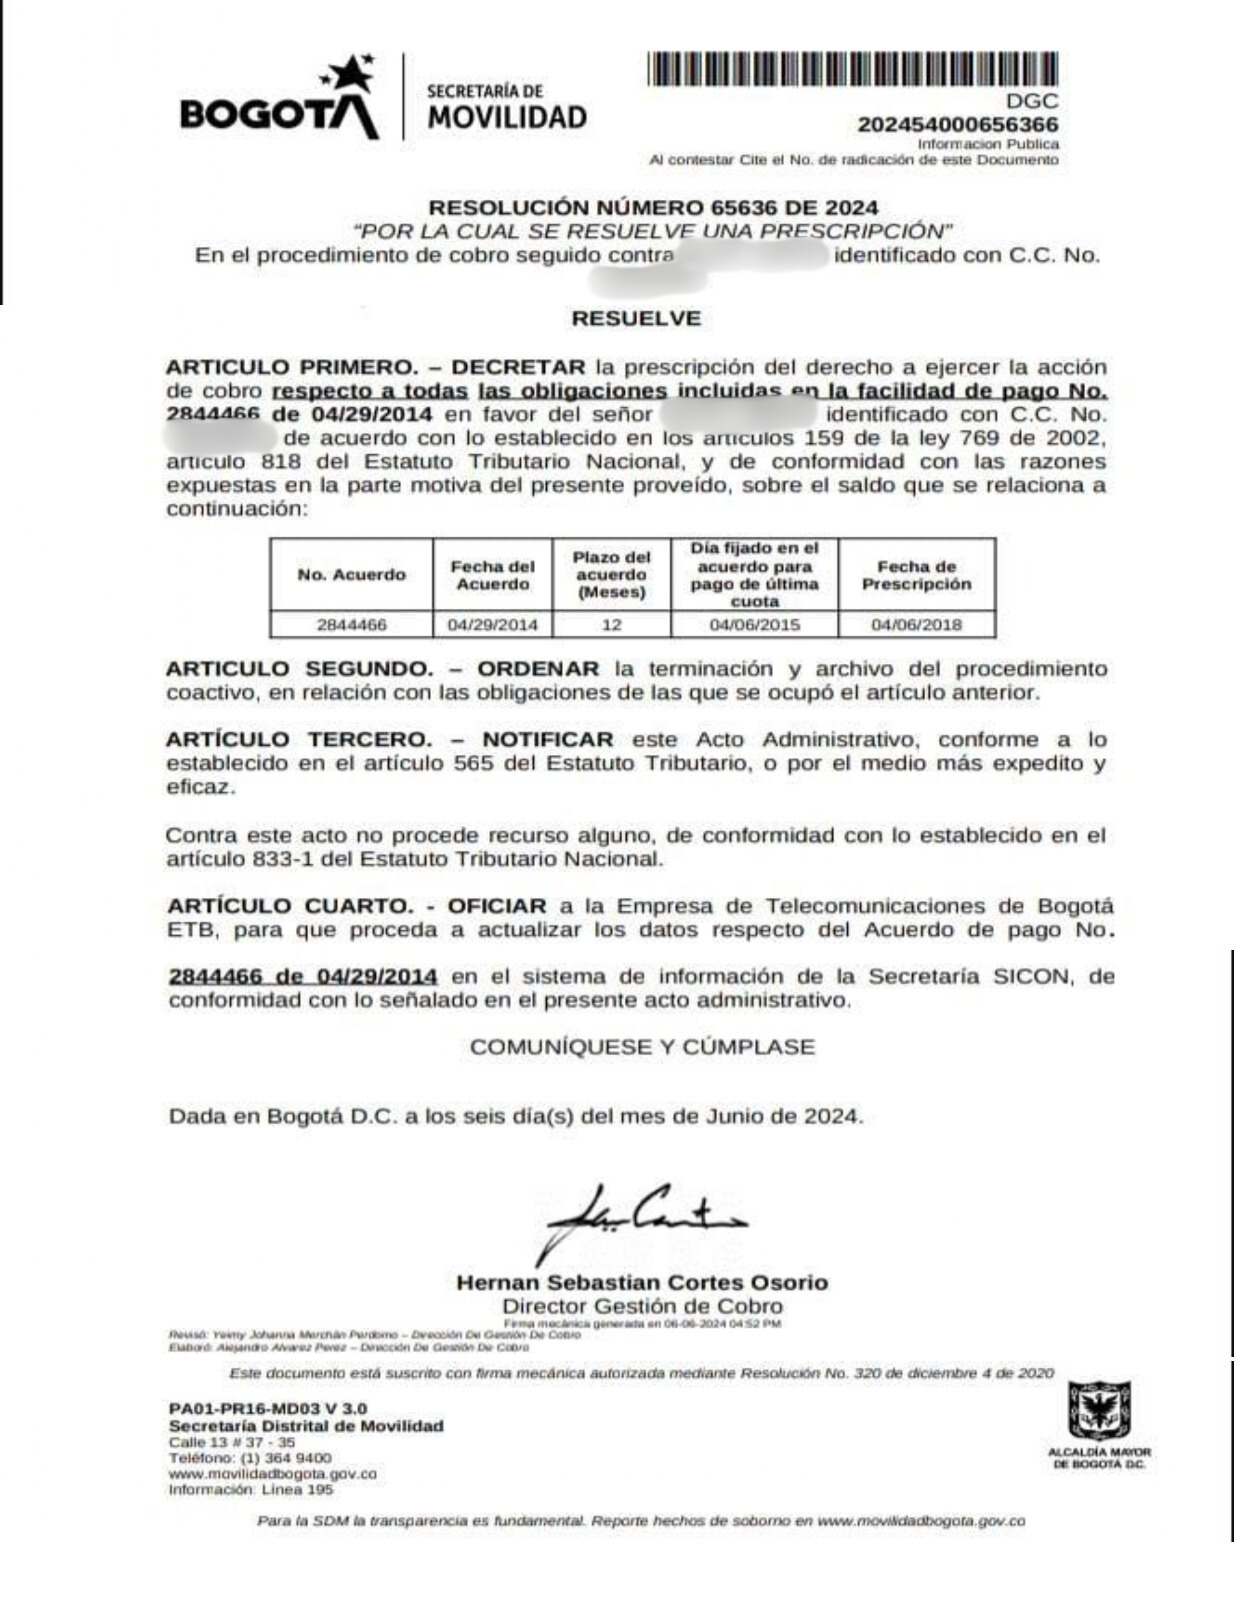 BOGOTÁ
SECRETARÍA DE
MOVILIDAD
DGC
202454000656366
Informacion Publica
Al contestar Cite el No. de radicación de este Documento
RESOLUCIÓN NÚMERO 65636 DE 2024
“POR LA CUAL SE RESUELVE UNA PRESCRIPCIÓN”
En el procedimiento de cobro seguido contra identificado con C.C. No.
RESUELVE
ARTICULO PRIMERO. – DECRETAR la prescripción del derecho a ejercer la acción
de cobro respecto a todas las obligaciones incluidas en la facilidad de pago No.
2844466 de 04/29/2014 en favor del señor identificado con C.C. No.
de acuerdo con lo establecido en los artículos 159 de la ley 769 de 2002,
artículo 818 del Estatuto Tributario Nacional, y de conformidad con las razones
expuestas en la parte motiva del presente proveído, sobre el saldo que se relaciona a
continuación:
No. Acuerdo
Fecha del
Acuerdo
Plazo del
acuerdo
(Meses)
Día fijado en el
acuerdo para
pago de última
cuota
Fecha de
Prescripción
2844466 04/29/2014 12 04/06/2015 04/06/2018
ARTICULO SEGUNDO. – ORDENAR la terminación y archivo del procedimiento
coactivo, en relación con las obligaciones de las que se ocupó el artículo anterior.
ARTÍCULO TERCERO. – NOTIFICAR este Acto Administrativo, conforme a lo
establecido en el artículo 565 del Estatuto Tributario, o por el medio más expedito y
eficaz.
Contra este acto no procede recurso alguno, de conformidad con lo establecido en el
artículo 833-1 del Estatuto Tributario Nacional.
ARTÍCULO CUARTO. - OFICIAR a la Empresa de Telecomunicaciones de Bogotá
ETB, para que proceda a actualizar los datos respecto del Acuerdo de pago No.
2844466 de 04/29/2014 en el sistema de información de la Secretaría SICON, de
conformidad con lo señalado en el presente acto administrativo.
COMUNÍQUESE Y CÚMPLASE
Dada en Bogotá D.C. a los seis día(s) del mes de Junio de 2024.
Hernan Sebastian Cortes Osorio
Director Gestión de Cobro
Firma mecánica generada en 06-06-2024 04:52 PM
Revisó: Yeimy Johanna Merchán Perdomo – Dirección De Gestión De Cobro
Elaboró: Alejandro Alvarez Perez – Dirección De Gestión De Cobro
Este documento está suscrito con firma mecánica autorizada mediante Resolución No. 320 de diciembre 4 de 2020
PA01-PR16-MD03 V 3.0
Secretaría Distrital de Movilidad
Calle 13 # 37 - 35
Teléfono: (1) 364 9400
www.movilidadbogota.gov.co
Información: Línea 195
ALCALDÍA MAYOR
DE BOGOTÁ D.C.
Para la SDM la transparencia es fundamental. Reporte hechos de soborno en www.movilidadbogota.gov.co